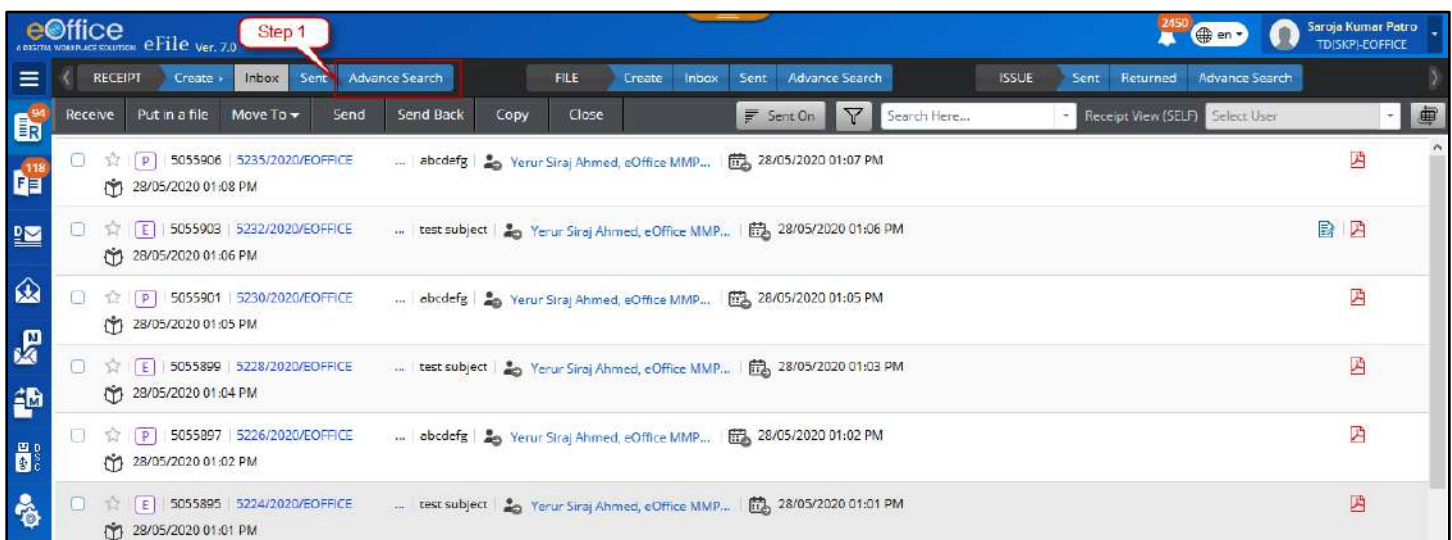 Step 1
eOffice
A DIGITAL WORKPLACE SOLUTION eFile Ver. 7.0
2450 en Saroja Kumar Patro
TD(SKP)-EOFFICE
RECEIPT Create Inbox Sent Advance Search FILE Create Inbox Sent Advance Search ISSUE Sent Returned Advance Search
94 R Receive Put in a file Move To Send Send Back Copy Close Sent On Search Here... Receipt View (SELF) Select User
P 5055906 5235/2020/EOFFICE ... abcdefg Yerur Siraj Ahmed, eOffice MMP... 28/05/2020 01:07 PM
118 F 28/05/2020 01:08 PM
D E 5055903 5232/2020/EOFFICE ... test subject Yerur Siraj Ahmed, eOffice MMP... 28/05/2020 01:06 PM
28/05/2020 01:06 PM
P 5055901 5230/2020/EOFFICE ... abcdefg Yerur Siraj Ahmed, eOffice MMP... 28/05/2020 01:05 PM
28/05/2020 01:05 PM
N E 5055899 5228/2020/EOFFICE ... test subject Yerur Siraj Ahmed, eOffice MMP... 28/05/2020 01:03 PM
M 28/05/2020 01:04 PM
P 5055897 5226/2020/EOFFICE ... abcdefg Yerur Siraj Ahmed, eOffice MMP... 28/05/2020 01:02 PM
DSC 28/05/2020 01:02 PM
E 5055895 5224/2020/EOFFICE ... test subject Yerur Siraj Ahmed, eOffice MMP... 28/05/2020 01:01 PM
28/05/2020 01:01 PM